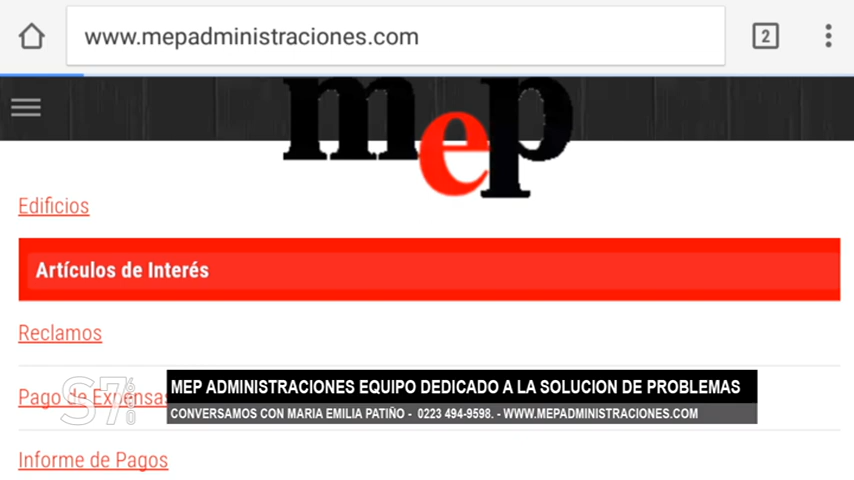 www.mepadministraciones.com
2
mep
Edificios
Artículos de Interés
Reclamos
Pago de Expensas
MEP ADMINISTRACIONES EQUIPO DEDICADO A LA SOLUCION DE PROBLEMAS
CONVERSAMOS CON MARIA EMILIA PATIÑO - 0223 494-9598. - WWW.MEPADMINISTRACIONES.COM
S7
Informe de Pagos